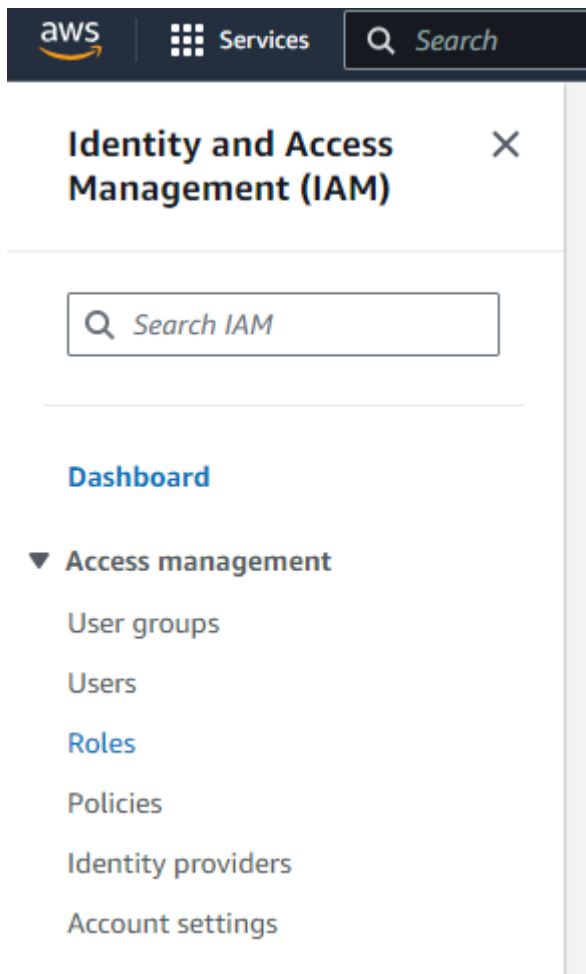 aws Services Search
Identity and Access
Management (IAM)
Search IAM
Dashboard
Access management
User groups
Users
Roles
Policies
Identity providers
Account settings